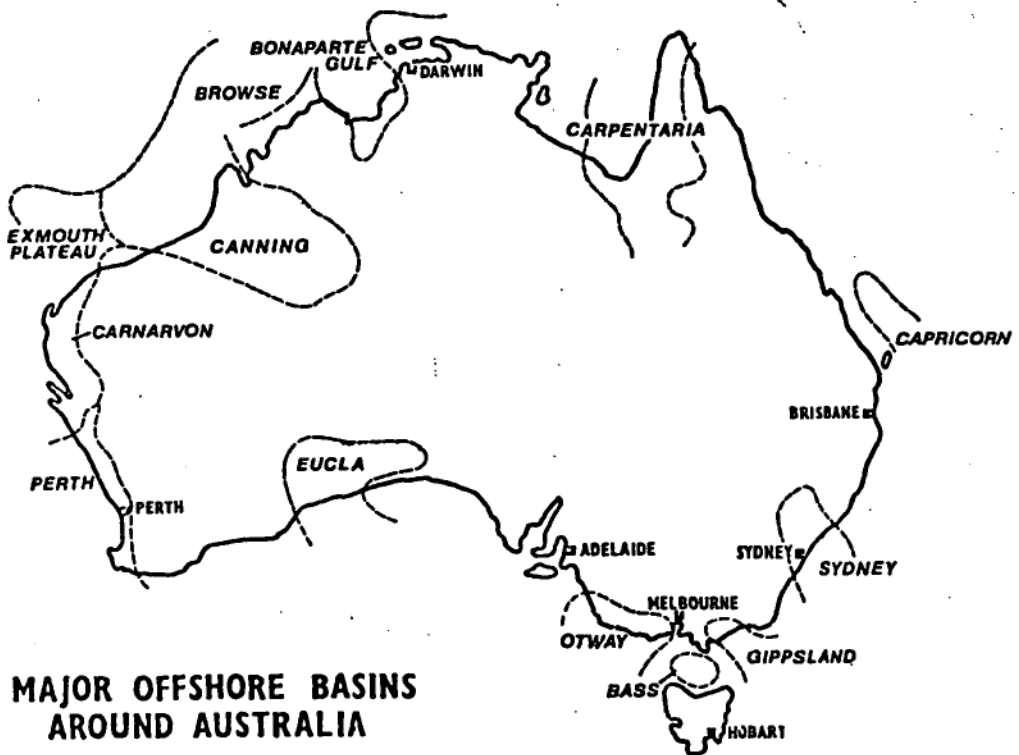 BONAPARTE
GULF
DARWIN
BROWSE
CARPENTARIA
EXMOUTH
PLATEAU
CANNING
CARNARVON
CAPRICORN
BRISBANE
EUCLA
PERTH
PERTH
ADELAIDE
SYDNEY
SYDNEY
MELBOURNE
OTWAY
GIPPSLAND
BASS
HOBART
MAJOR OFFSHORE BASINS
AROUND AUSTRALIA